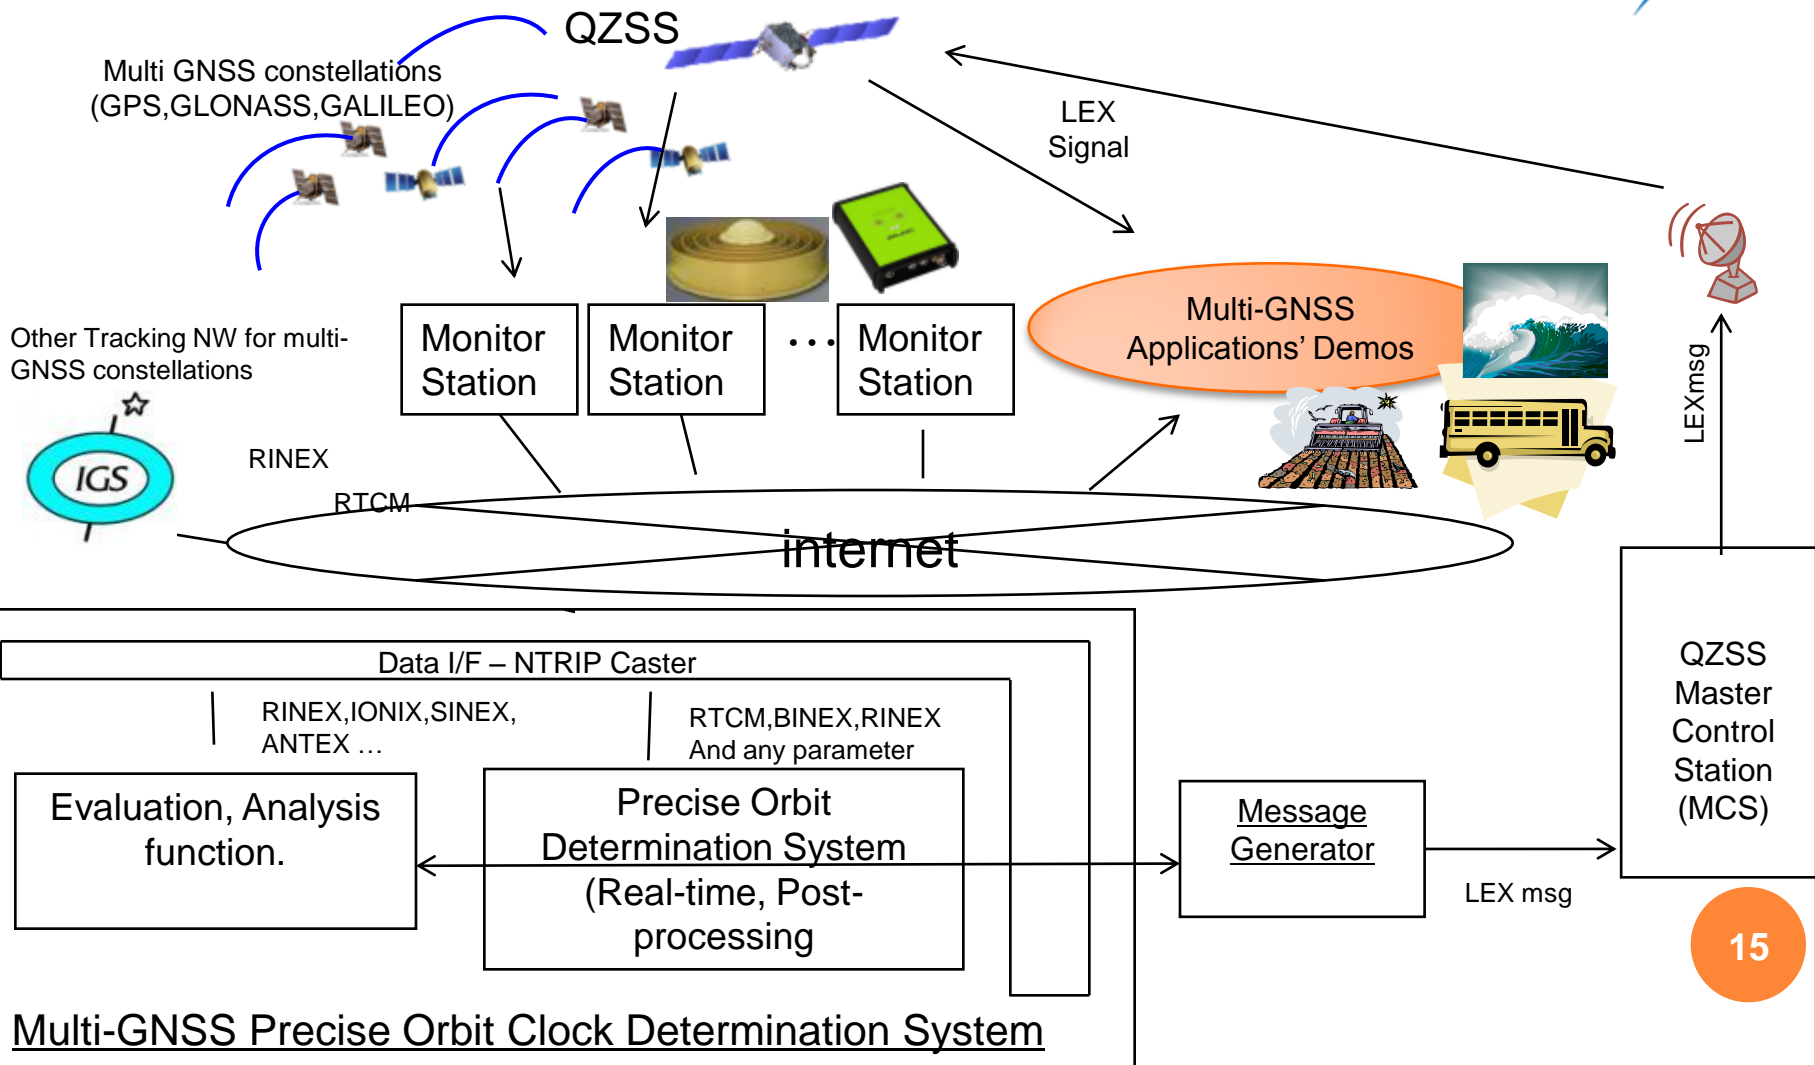 QZSS
Multi GNSS constellations
(GPS,GLONASS,GALILEO)
LEX
Signal
Other Tracking NW for multi-
GNSS constellations
IGS
Monitor
Station
Monitor
Station
...
Monitor
Station
Multi-GNSS
Applications’ Demos
LEXmsg
RINEX
RTCM
internet
Data I/F – NTRIP Caster
RINEX,IONIX,SINEX,
ANTEX …
RTCM,BINEX,RINEX
And any parameter
Evaluation, Analysis
function.
Precise Orbit
Determination System
(Real-time, Post-
processing
Message
Generator
LEX msg
QZSS
Master
Control
Station
(MCS)
15
Multi-GNSS Precise Orbit Clock Determination System